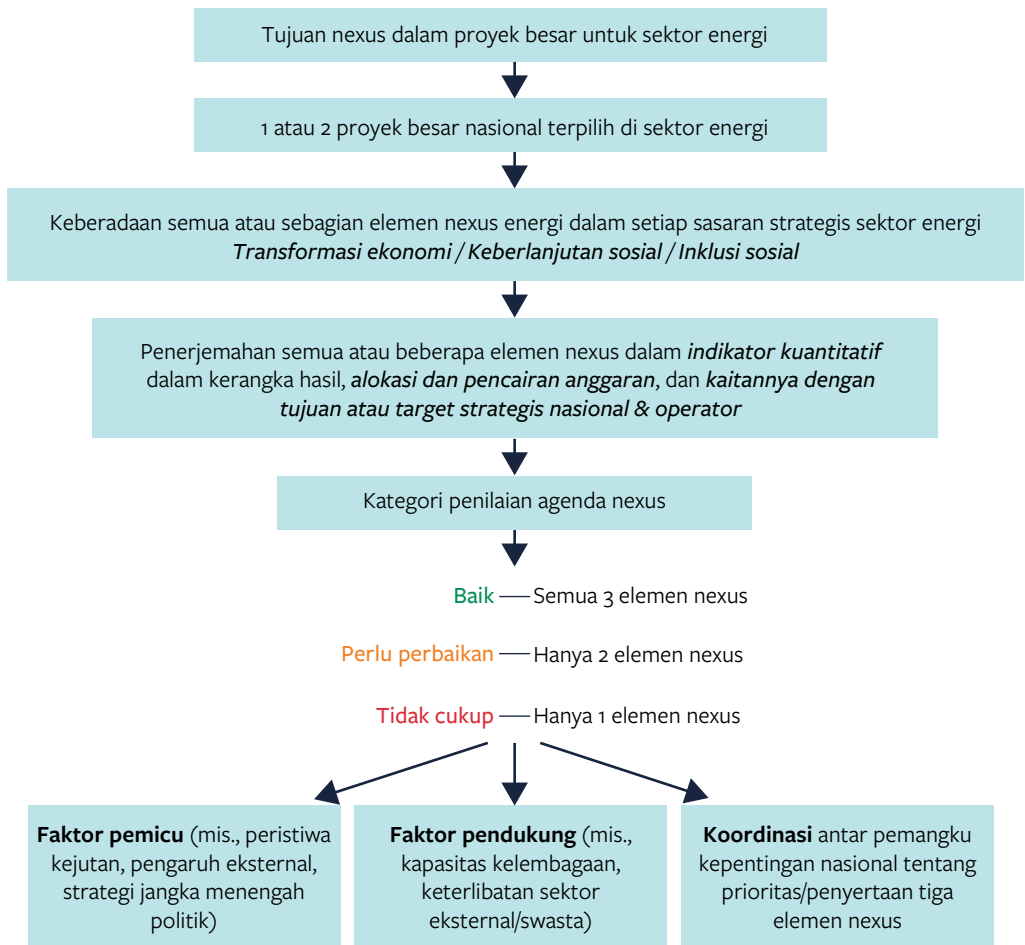 Tujuan nexus dalam proyek besar untuk sektor energi
1 atau 2 proyek besar nasional terpilih di sektor energi
Keberadaan semua atau sebagian elemen nexus energi dalam setiap sasaran strategis sektor energi
Transformasi ekonomi / Keberlanjutan sosial / Inklusi sosial
Penerjemahan semua atau beberapa elemen nexus dalam indikator kuantitatif
dalam kerangka hasil, alokasi dan pencairan anggaran, dan kaitannya dengan
tujuan atau target strategis nasional & operator
Kategori penilaian agenda nexus
Baik — Semua 3 elemen nexus
Perlu perbaikan — Hanya 2 elemen nexus
Tidak cukup — Hanya 1 elemen nexus
Faktor pemicu (mis., peristiwa
kejutan, pengaruh eksternal,
strategi jangka menengah
politik)
Faktor pendukung (mis.,
kapasitas kelembagaan,
keterlibatan sektor
eksternal/swasta)
Koordinasi antar pemangku
kepentingan nasional tentang
prioritas/penyertaan tiga
elemen nexus